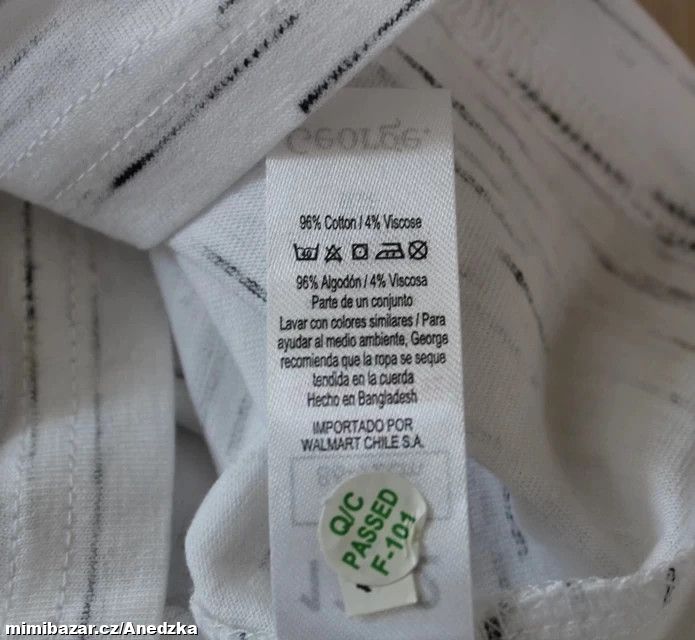 George.
96% Cotton / 4% Viscose
96% Algodón / 4% Viscosa
Parte de un conjunto
Lavar con colores similares / Para
ayudar al medio ambiente, George
recomienda que la ropa se seque
tendida en la cuerda
Hecho en Bangladesh
IMPORTADO POR
WALMART CHILE S.A.
Q/C
PASSED
F-101
mimibazar.cz/Anedzka